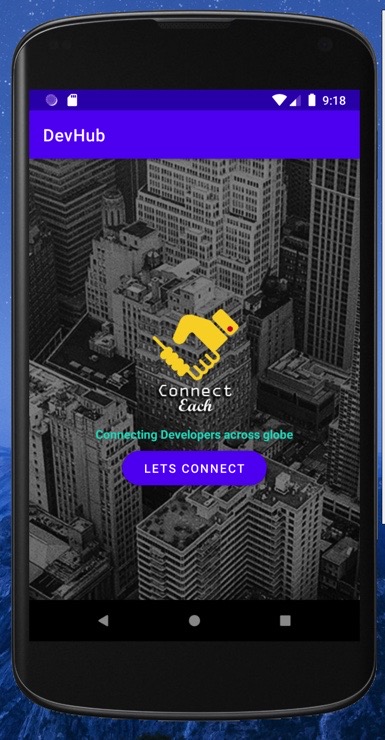 9:18
DevHub
Connect
Each
Connecting Developers across globe
LETS CONNECT